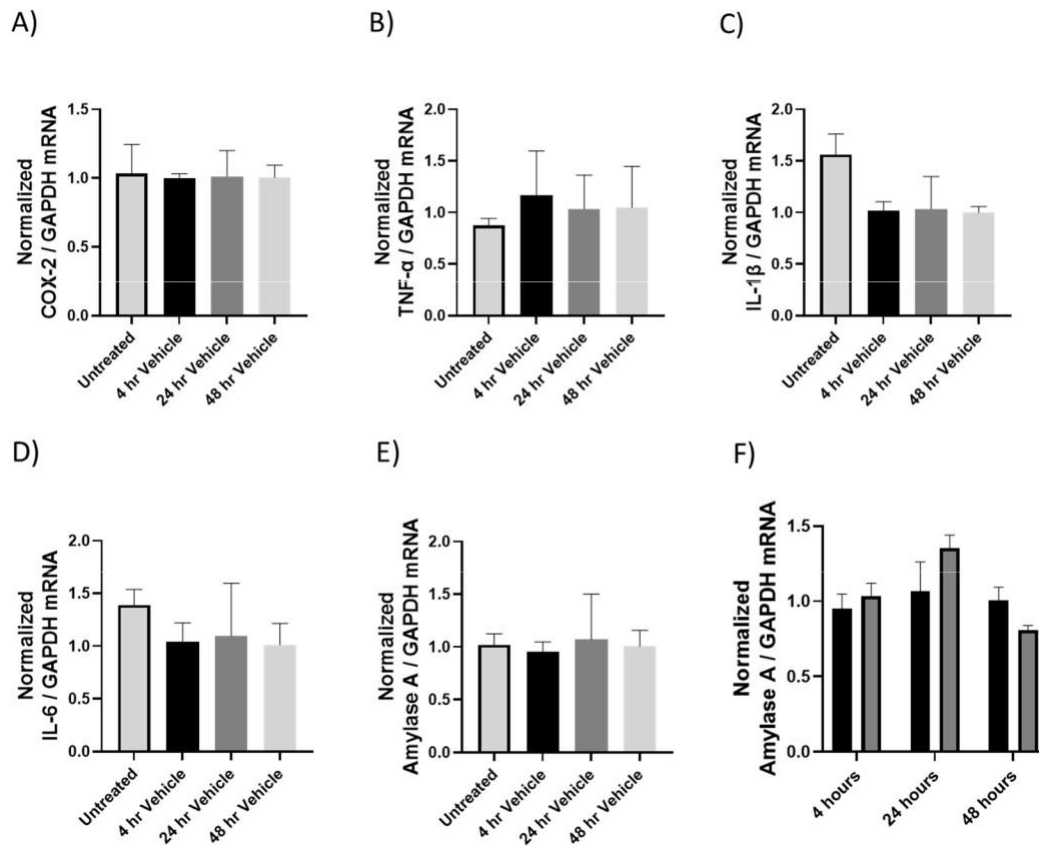 A)
Normalized
COX-2 / GAPDH mRNA
1.5
1.0
0.5
0.0
Untreated
4 hr Vehicle
24 hr Vehicle
48 hr Vehicle
B)
Normalized
TNF-α / GAPDH mRNA
2.0
1.5
1.0
0.5
0.0
Untreated
4 hr Vehicle
24 hr Vehicle
48 hr Vehicle
C)
Normalized
IL-1β / GAPDH mRNA
2.0
1.5
1.0
0.5
0.0
Untreated
4 hr Vehicle
24 hr Vehicle
48 hr Vehicle
D)
Normalized
IL-6 / GAPDH mRNA
2.0
1.5
1.0
0.5
0.0
Untreated
4 hr Vehicle
24 hr Vehicle
48 hr Vehicle
E)
Normalized
Amylase A / GAPDH mRNA
2.0
1.5
1.0
0.5
0.0
Untreated
4 hr Vehicle
24 hr Vehicle
48 hr Vehicle
F)
Normalized
Amylase A / GAPDH mRNA
1.5
1.0
0.5
0.0
4 hours
24 hours
48 hours